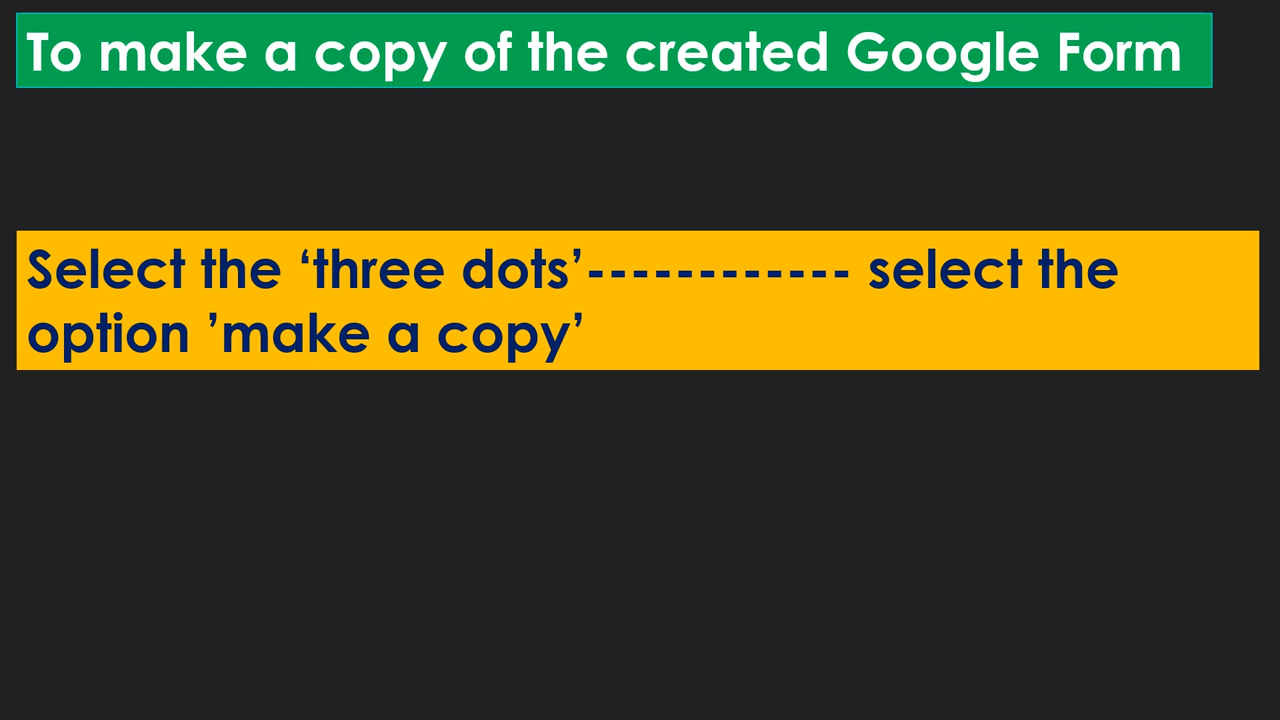 To make a copy of the created Google Form
Select the ‘three dots’------------ select the
option ’make a copy’